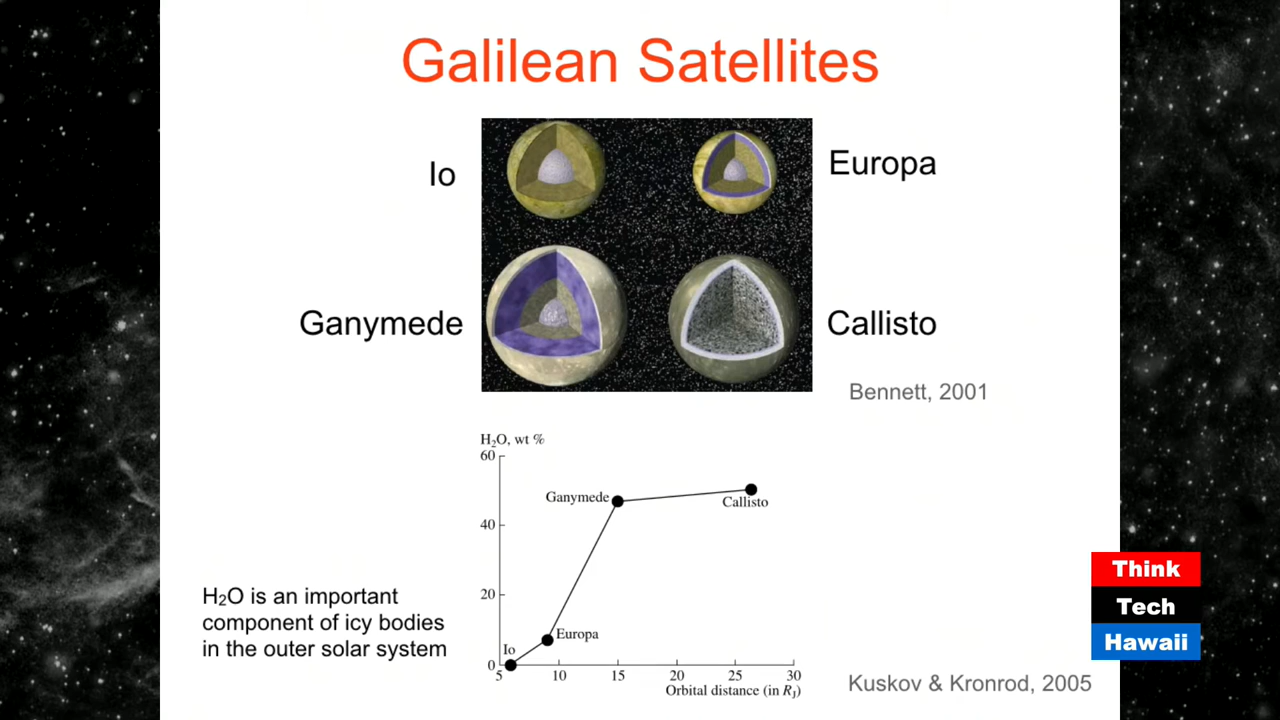 Galilean Satellites
Io
Europa
Ganymede
Callisto
Bennett, 2001
H₂O, wt %
60
40
20
0
Ganymede
Callisto
Europa
Io
5 10 15 20 25 30
Orbital distance (in Rⱼ)
H₂O is an important
component of icy bodies
in the outer solar system
Kuskov & Kronrod, 2005
Think
Tech
Hawaii